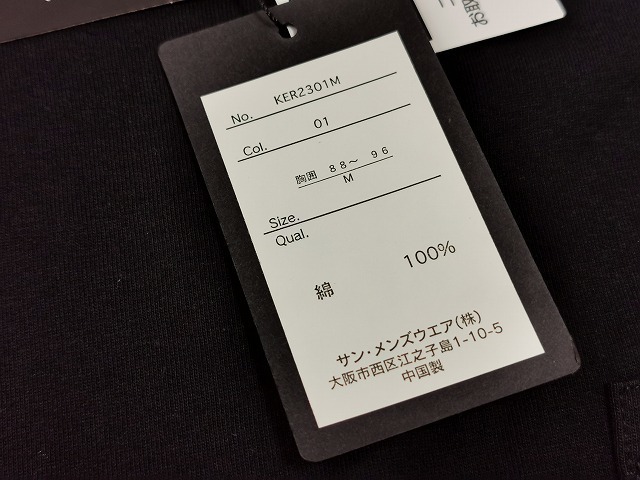 No. KER2301M
Col. 01
胸囲 88～ 96
M
Size.
Qual.
綿 100%
サン・メンズウエア(株)
大阪市西区江之子島1-10-5
中国製